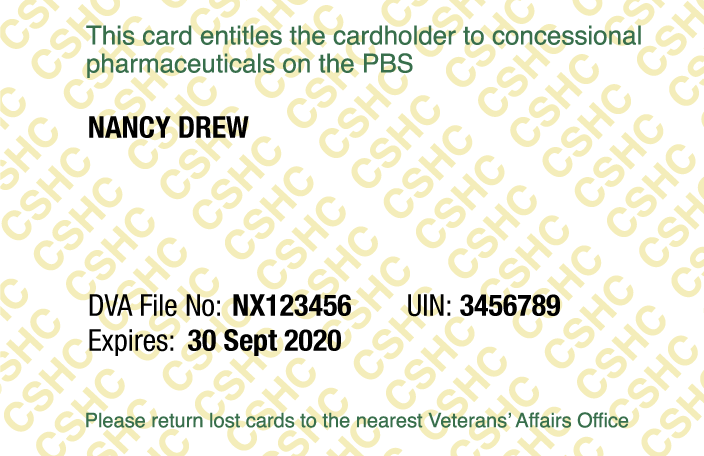 This card entitles the cardholder to concessional
pharmaceuticals on the PBS
NANCY DREW
DVA File No: NX123456 UIN: 3456789
Expires: 30 Sept 2020
Please return lost cards to the nearest Veterans' Affairs Office
CSHC